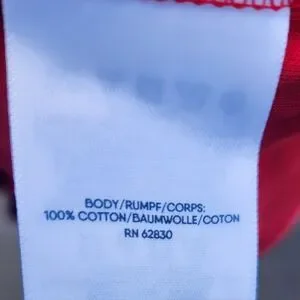 BODY/RUMPF/CORPS:
100% COTTON/BAUMWOLLE/COTON
RN 62830